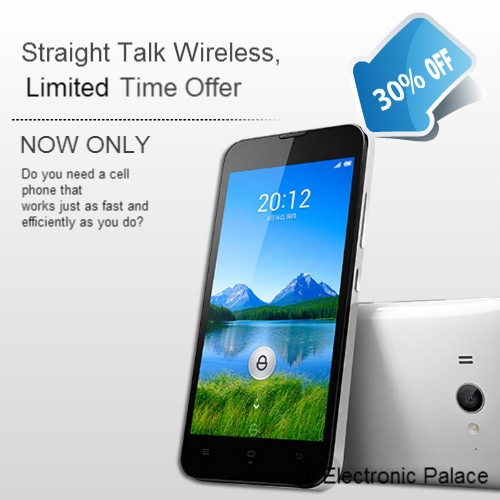 Straight Talk Wireless,
Limited Time Offer
30% OFF
NOW ONLY
Do you need a cell
phone that
works just as fast and
efficiently as you do?
20:12
Electronic Palace